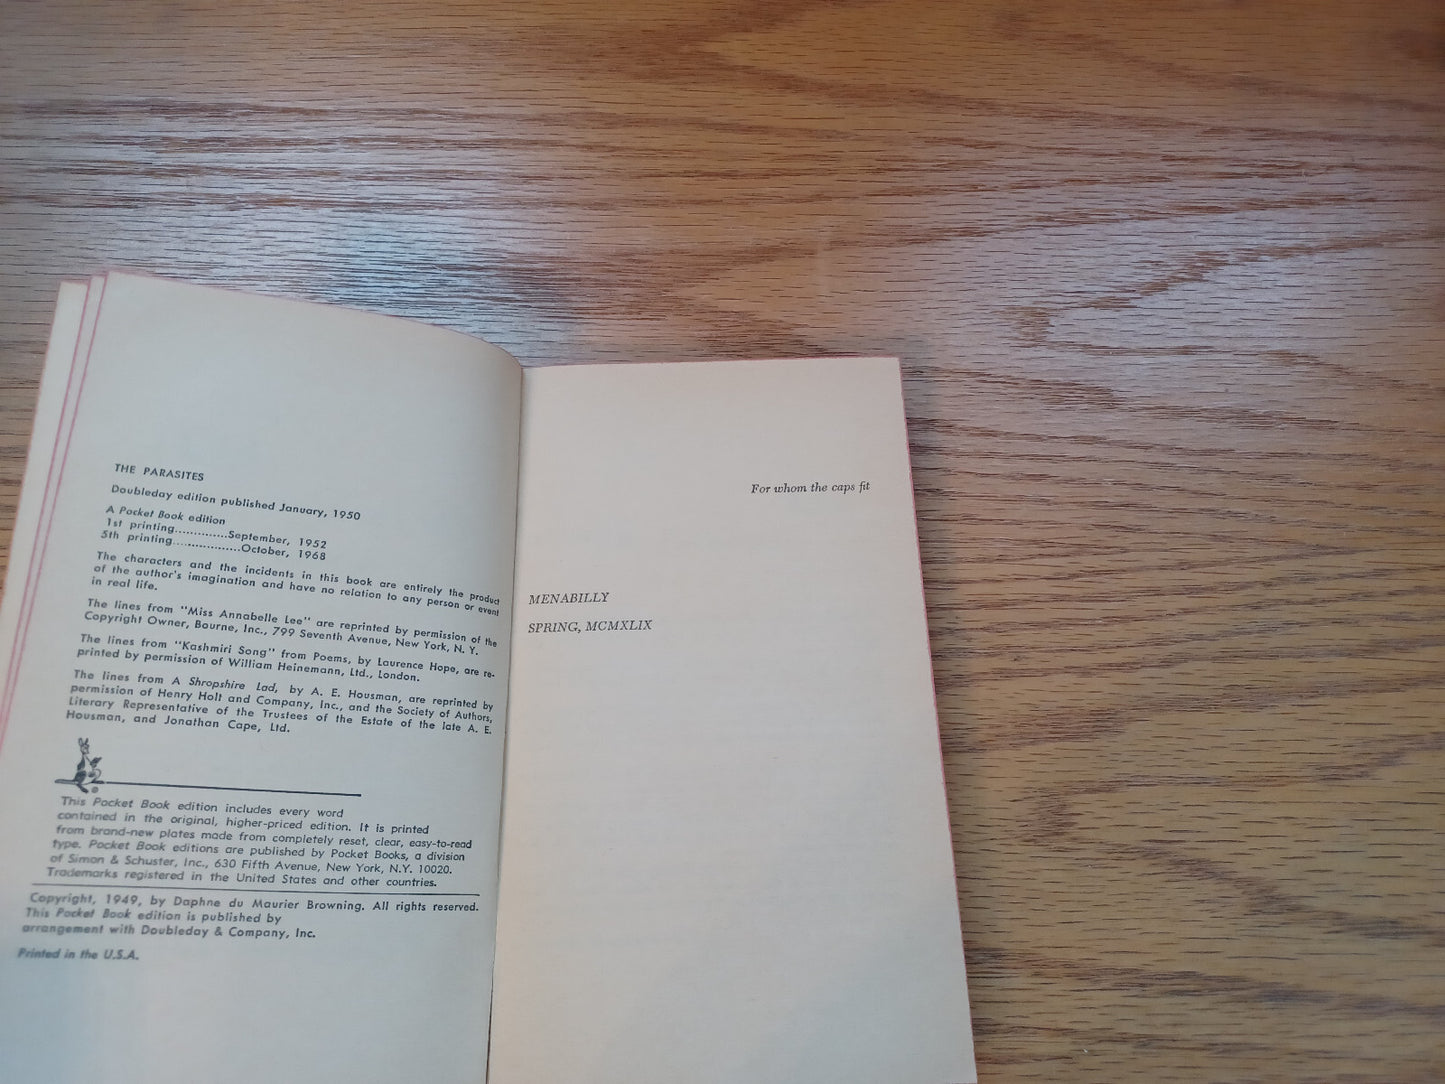 THE PARASITES
Doubleday edition published January, 1950
A Pocket Book edition
1st printing..............September, 1952
5th printing..................October, 1968
The characters and the incidents in this book are entirely the product
of the author's imagination and have no relation to any person or event
in real life.
The lines from "Miss Annabelle Lee" are reprinted by permission of the
Copyright Owner, Bourne, Inc., 799 Seventh Avenue, New York, N. Y.
The lines from "Kashmiri Song" from Poems, by Laurence Hope, are re-
printed by permission of William Heinemann, Ltd., London.
The lines from A Shropshire Lad, by A. E. Housman, are reprinted by
permission of Henry Holt and Company, Inc., and the Society of Authors,
Literary Representative of the Trustees of the Estate of the late A. E.
Housman, and Jonathan Cape, Ltd.
This Pocket Book edition includes every word
contained in the original, higher-priced edition. It is printed
from brand-new plates made from completely reset, clear, easy-to-read
type. Pocket Book editions are published by Pocket Books, a division
of Simon & Schuster, Inc., 630 Fifth Avenue, New York, N.Y. 10020.
Trademarks registered in the United States and other countries.
Copyright, 1949, by Daphne du Maurier Browning. All rights reserved.
This Pocket Book edition is published by
arrangement with Doubleday & Company, Inc.
Printed in the U.S.A.
For whom the caps fit
MENABILLY
SPRING, MCMXLIX